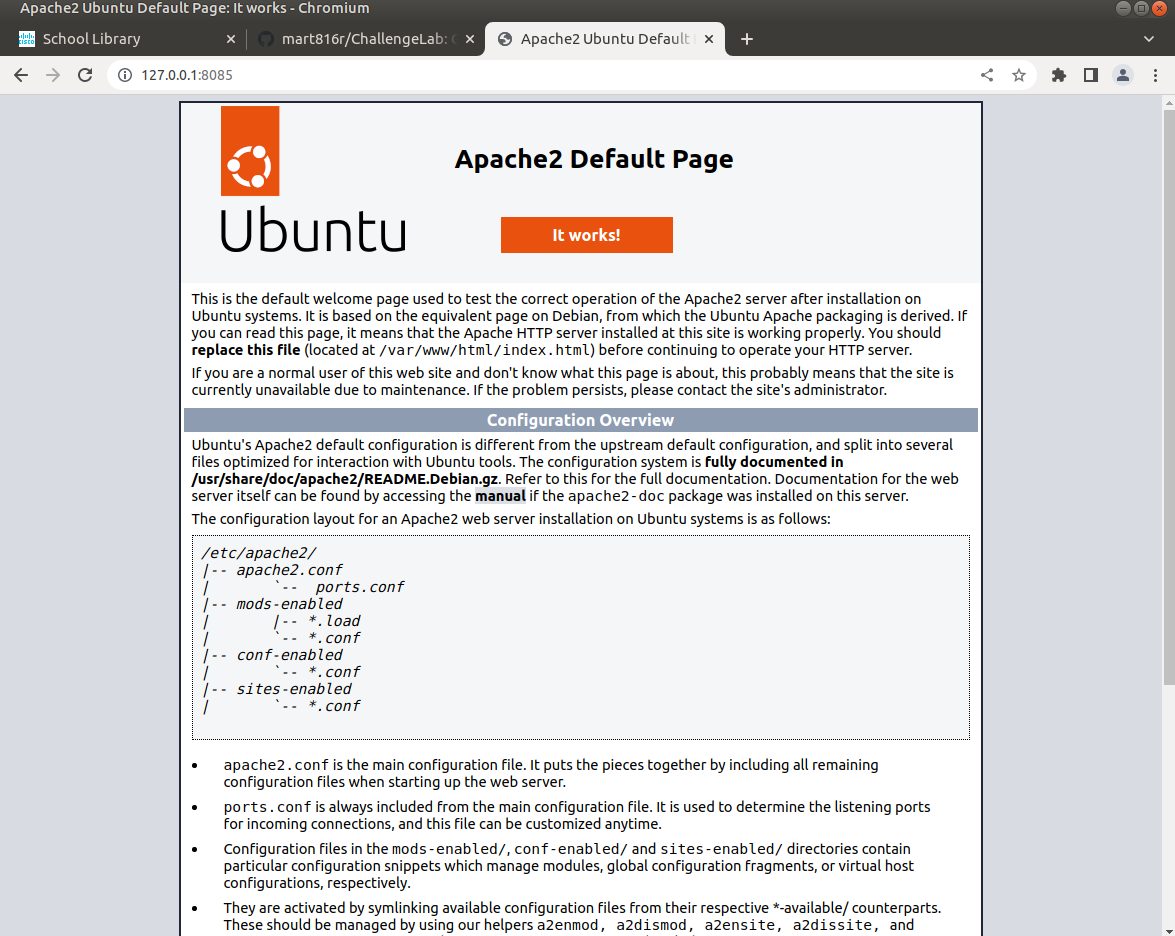 Apache2 Ubuntu Default Page: It works - Chromium
School Library
mart816r/ChallengeLab:
Apache2 Ubuntu Default
127.0.0.1:8085
Apache2 Default Page
Ubuntu
It works!
This is the default welcome page used to test the correct operation of the Apache2 server after installation on
Ubuntu systems. It is based on the equivalent page on Debian, from which the Ubuntu Apache packaging is derived. If
you can read this page, it means that the Apache HTTP server installed at this site is working properly. You should
replace this file (located at /var/www/html/index.html) before continuing to operate your HTTP server.
If you are a normal user of this web site and don't know what this page is about, this probably means that the site is
currently unavailable due to maintenance. If the problem persists, please contact the site's administrator.
Configuration Overview
Ubuntu's Apache2 default configuration is different from the upstream default configuration, and split into several
files optimized for interaction with Ubuntu tools. The configuration system is fully documented in
/usr/share/doc/apache2/README.Debian.gz. Refer to this for the full documentation. Documentation for the web
server itself can be found by accessing the manual if the apache2-doc package was installed on this server.
The configuration layout for an Apache2 web server installation on Ubuntu systems is as follows:
/etc/apache2/
|-- apache2.conf
|       `--  ports.conf
|-- mods-enabled
|       |-- *.load
|       `-- *.conf
|-- conf-enabled
|       `-- *.conf
|-- sites-enabled
|       `-- *.conf
• apache2.conf is the main configuration file. It puts the pieces together by including all remaining
configuration files when starting up the web server.
• ports.conf is always included from the main configuration file. It is used to determine the listening ports
for incoming connections, and this file can be customized anytime.
• Configuration files in the mods-enabled/, conf-enabled/ and sites-enabled/ directories contain
particular configuration snippets which manage modules, global configuration fragments, or virtual host
configurations, respectively.
• They are activated by symlinking available configuration files from their respective *-available/ counterparts.
These should be managed by using our helpers a2enmod, a2dismod, a2ensite, a2dissite, and